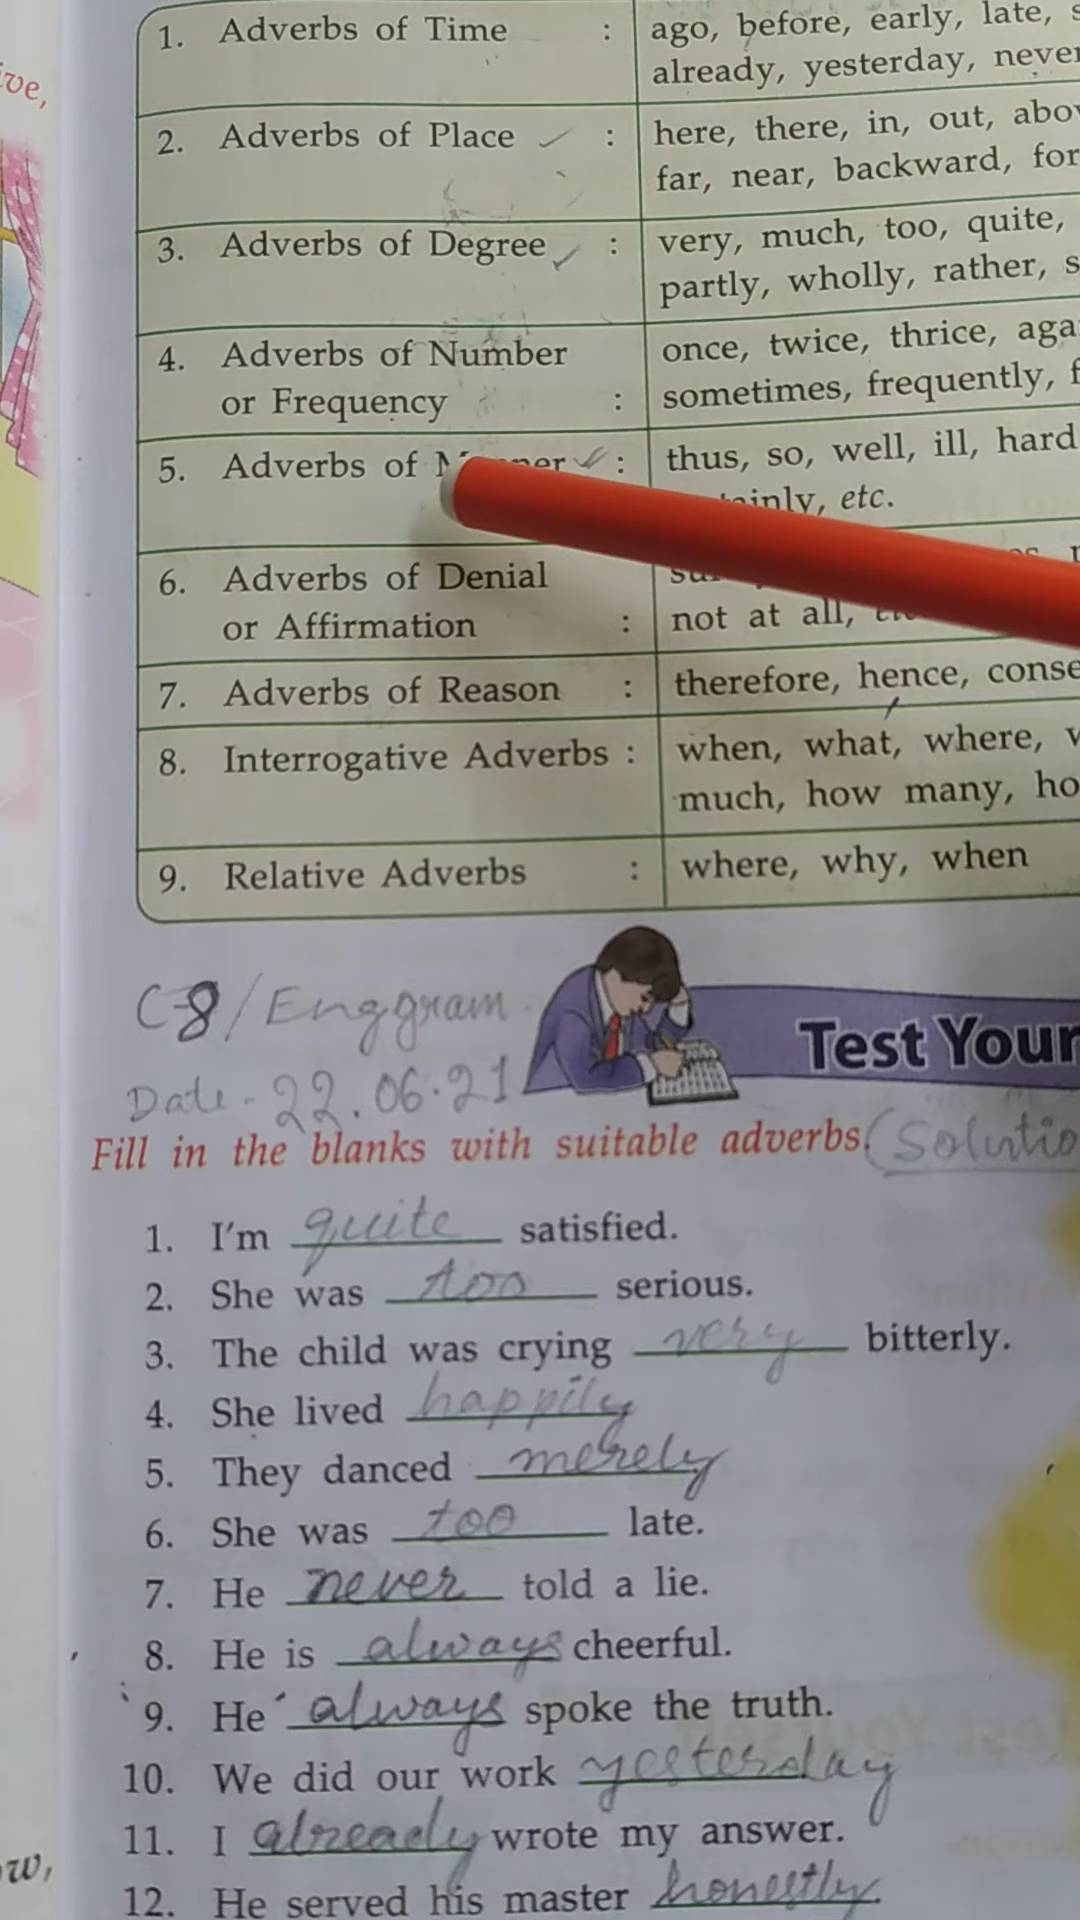 ive,
1. Adverbs of Time : ago, before, early, late,
already, yesterday, never
2. Adverbs of Place : here, there, in, out,
far, near, backward,
3. Adverbs of Degree : very, much, too, quite,
partly, wholly, rather,
4. Adverbs of Number once, twice, thrice,
or Frequency : sometimes, frequently,
5. Adverbs of : thus, so, well, ill, hard
etc.
6. Adverbs of Denial
or Affirmation : not at all,
7. Adverbs of Reason : therefore, hence,
8. Interrogative Adverbs : when, what, where,
much, how many,
9. Relative Adverbs : where, why, when
C-8/Eng gram
Test Your
Date - 22.06.21
Fill in the blanks with suitable adverbs. (Solutio
1. I'm quite satisfied.
2. She was too serious.
3. The child was crying very bitterly.
4. She lived happily
5. They danced merely
6. She was too late.
7. He never told a lie.
8. He is always cheerful.
9. He always spoke the truth.
10. We did our work yesterday
11. I already wrote my answer.
ow,
12. He served his master honestly.